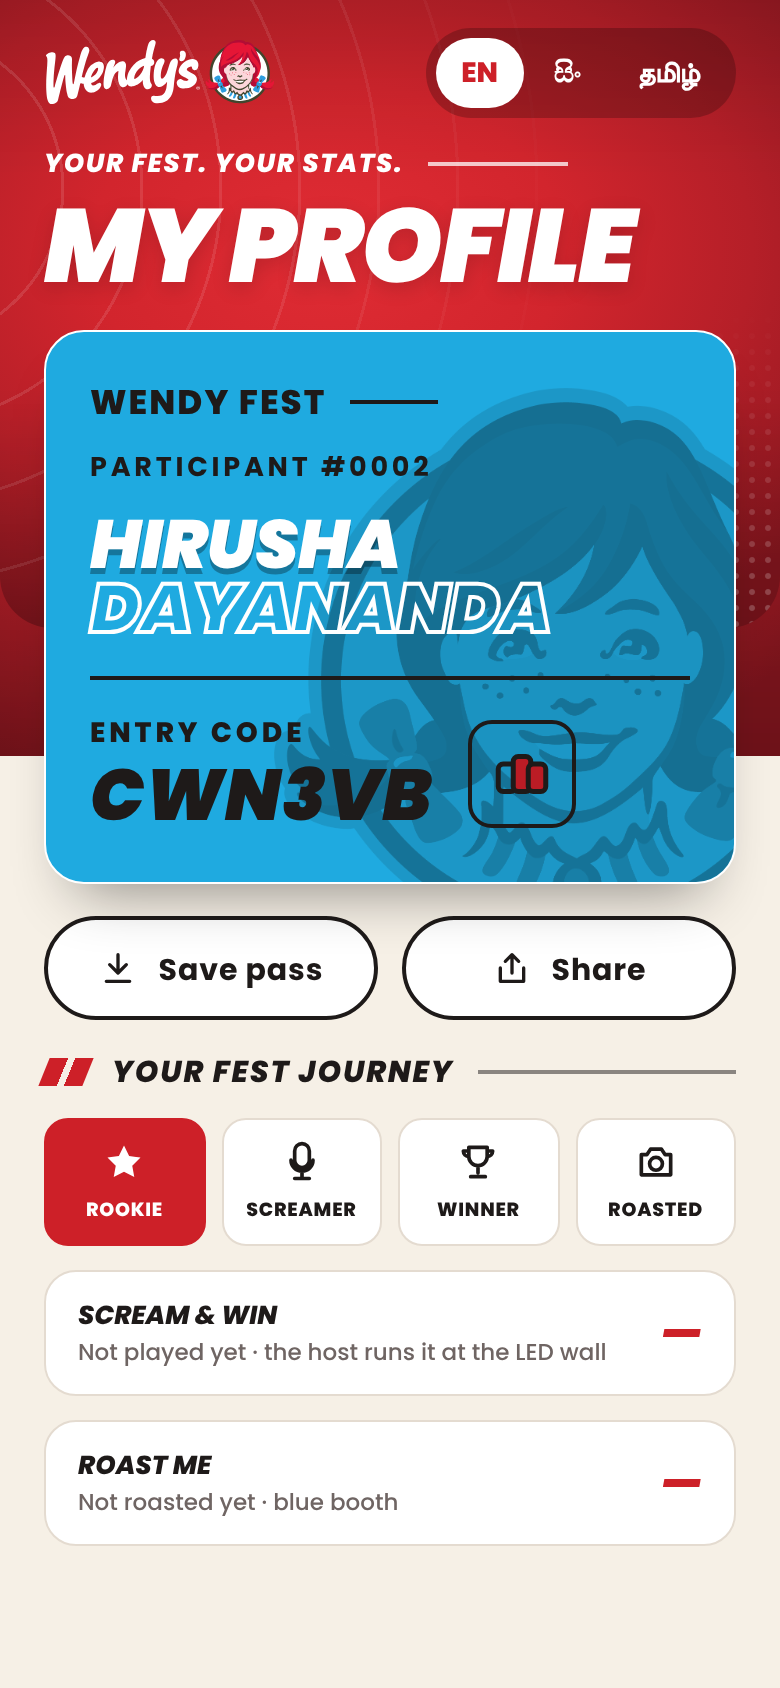 Wendy's
EN සිං தமிழ்
YOUR FEST. YOUR STATS.
MY PROFILE
WENDY FEST
PARTICIPANT #0002
HIRUSHA
DAYANANDA
ENTRY CODE
CWN3VB
Save pass
Share
YOUR FEST JOURNEY
ROOKIE
SCREAMER
WINNER
ROASTED
SCREAM & WIN
Not played yet · the host runs it at the LED wall
ROAST ME
Not roasted yet · blue booth